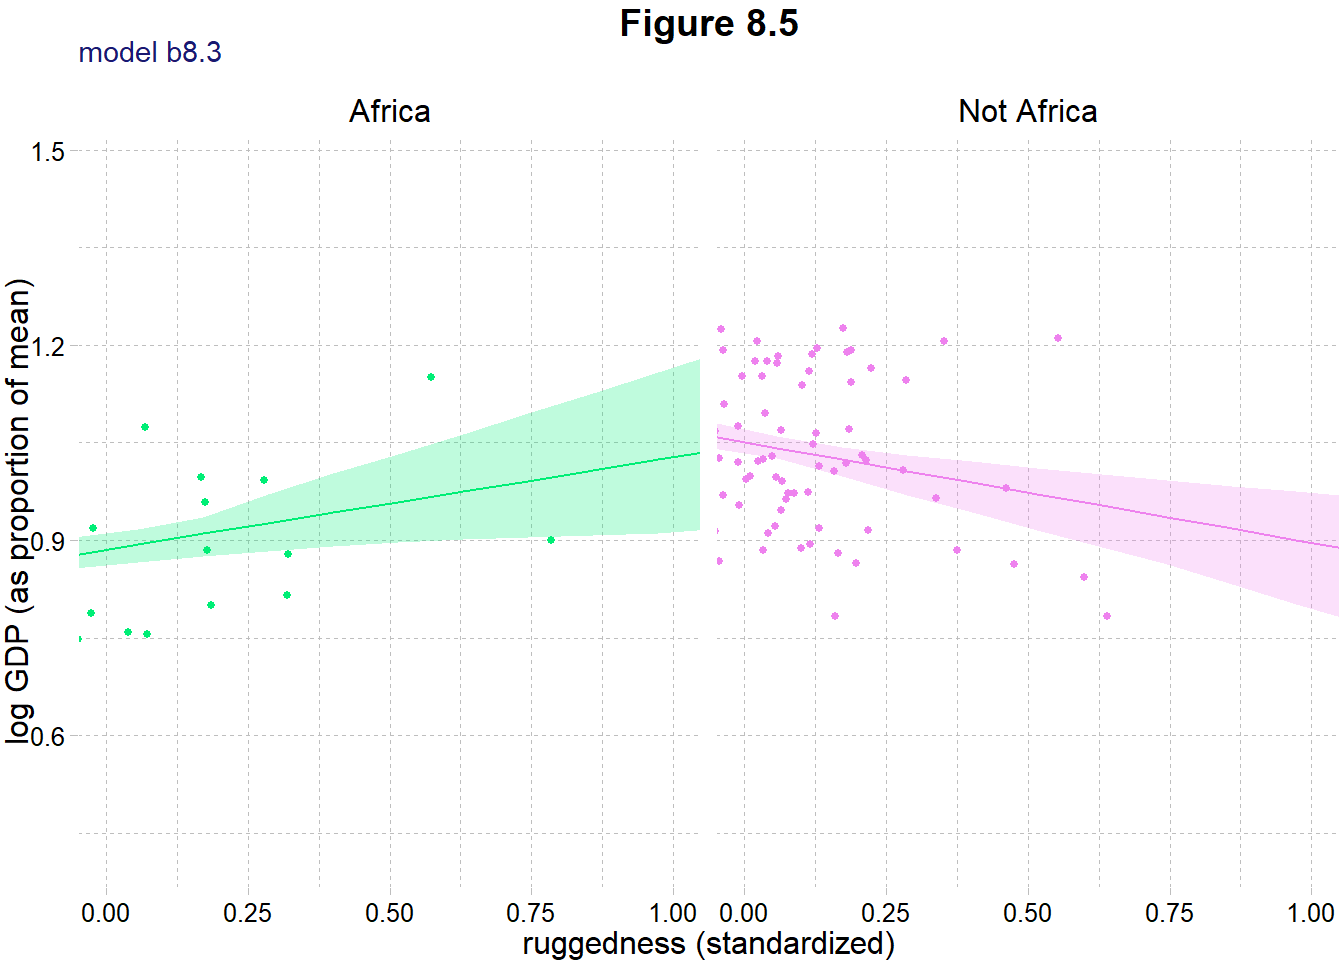 Figure 8.5
model b8.3
Africa
Not Africa
log GDP (as proportion of mean)
1.5
1.2
0.9
0.6
0.00 0.25 0.50 0.75 1.00 0.00 0.25 0.50 0.75 1.00
ruggedness (standardized)